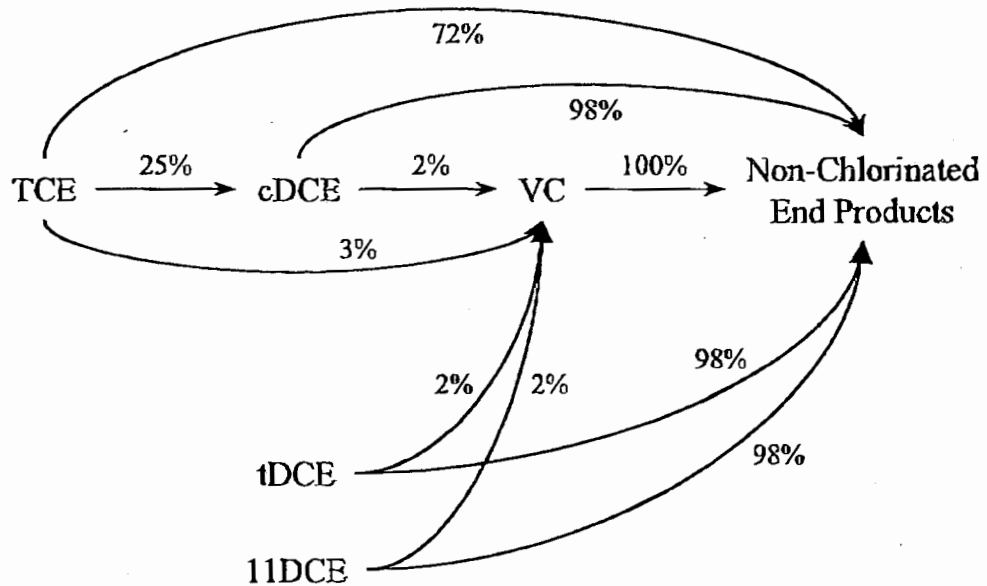 72%
98%
25%
2%
100%
TCE
cDCE
VC
Non-Chlorinated
End Products
3%
2%
2%
98%
98%
tDCE
11DCE